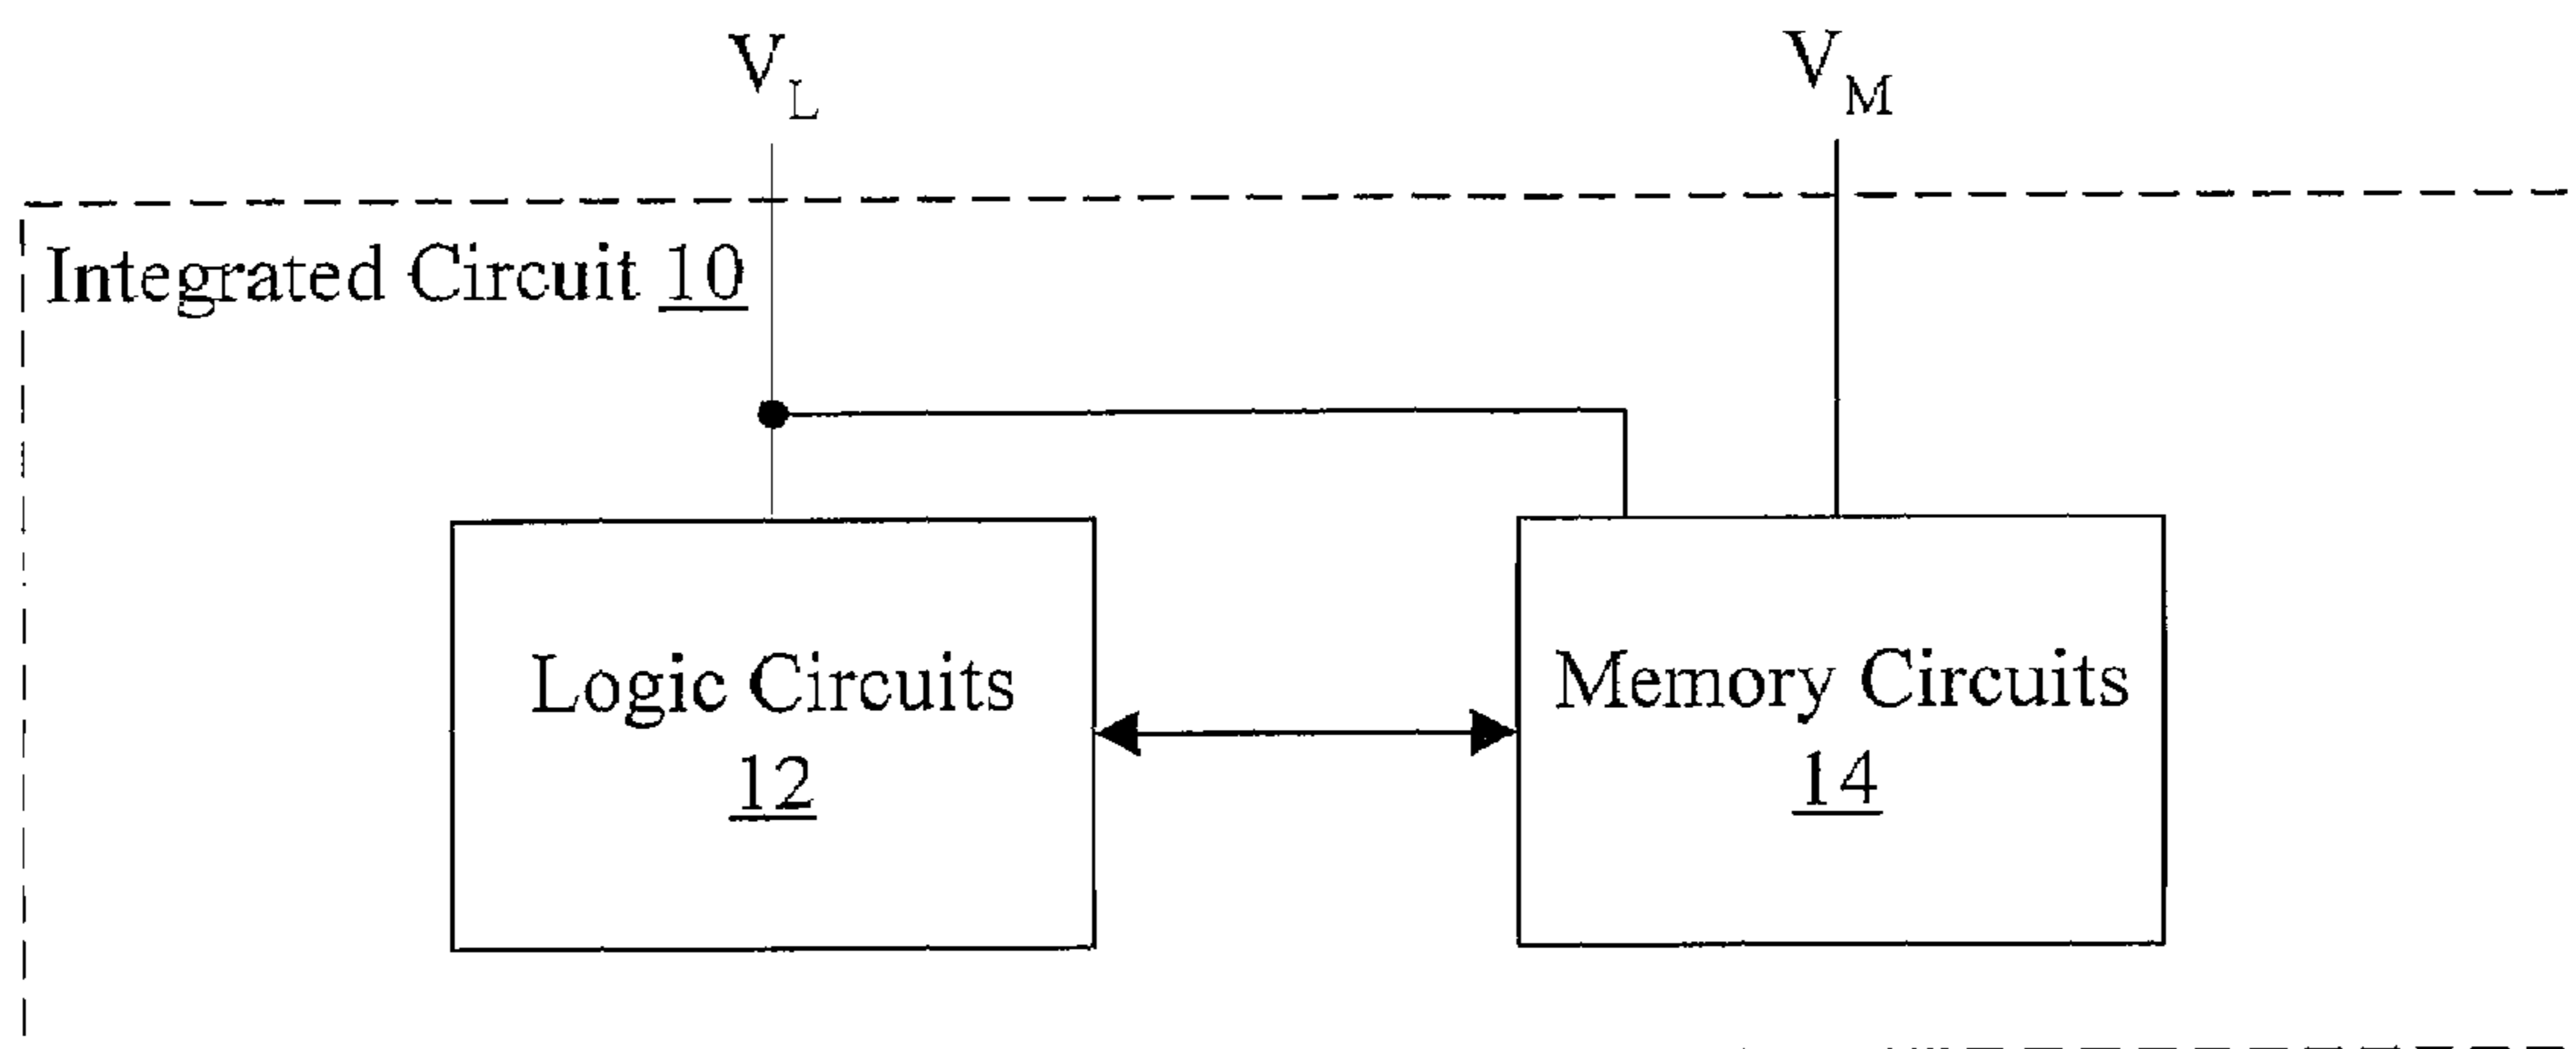 V_L
V_M
Integrated Circuit 10
Logic Circuits
12
Memory Circuits
14